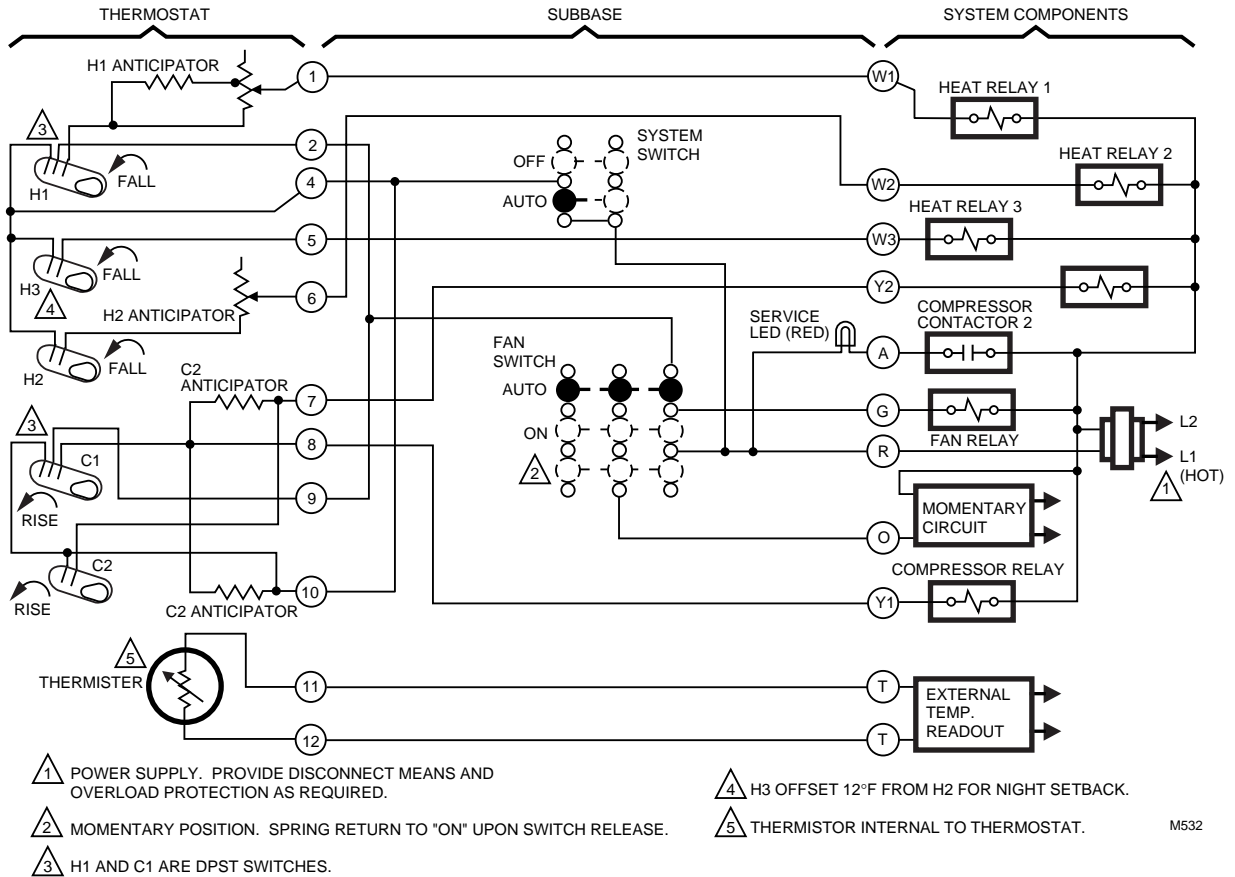 THERMOSTAT
SUBBASE
SYSTEM COMPONENTS
H1 ANTICIPATOR
1
W1
HEAT RELAY 1
3
2
OFF
SYSTEM
SWITCH
HEAT RELAY 2
H1
FALL
4
AUTO
W2
HEAT RELAY 3
5
W3
H3
FALL
4
H2 ANTICIPATOR
6
Y2
SERVICE
LED (RED)
COMPRESSOR
CONTACTOR 2
H2
FALL
FAN
SWITCH
A
C2
ANTICIPATOR
7
AUTO
G
FAN RELAY
L2
3
C1
8
ON
R
L1
(HOT)
1
RISE
9
2
MOMENTARY
CIRCUIT
O
C2
RISE
10
C2 ANTICIPATOR
COMPRESSOR RELAY
Y1
5
THERMISTER
11
T
EXTERNAL
TEMP.
READOUT
12
T
1 POWER SUPPLY. PROVIDE DISCONNECT MEANS AND
OVERLOAD PROTECTION AS REQUIRED.
2 MOMENTARY POSITION. SPRING RETURN TO "ON" UPON SWITCH RELEASE.
3 H1 AND C1 ARE DPST SWITCHES.
4 H3 OFFSET 12°F FROM H2 FOR NIGHT SETBACK.
5 THERMISTOR INTERNAL TO THERMOSTAT.
M532